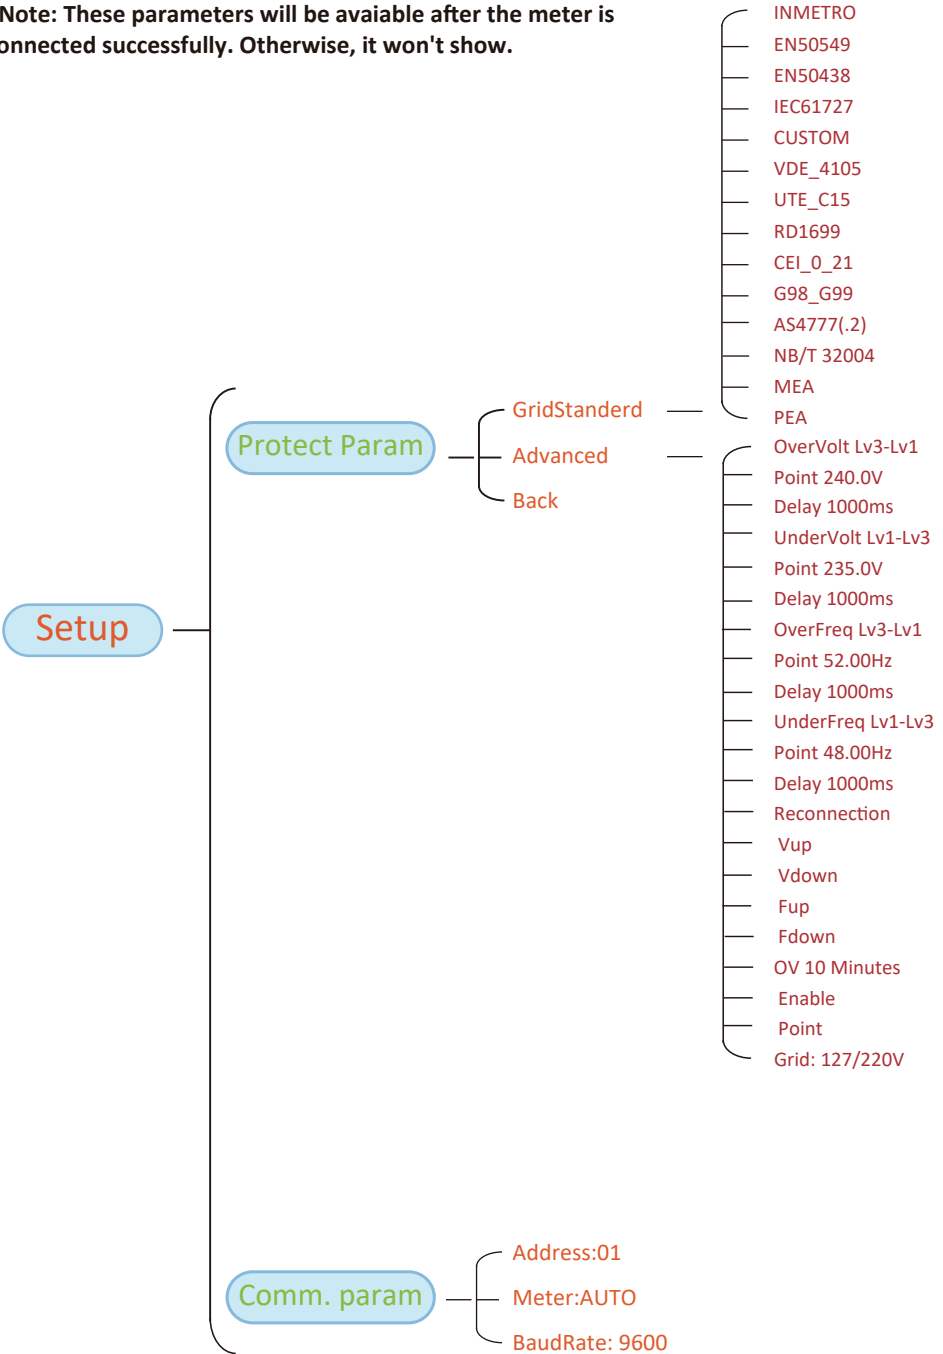 Note: These parameters will be avaiable after the meter is
onnected successfully. Otherwise, it won't show.
INMETRO
EN50549
EN50438
IEC61727
CUSTOM
VDE_4105
UTE_C15
RD1699
CEI_0_21
G98_G99
AS4777(.2)
NB/T 32004
MEA
PEA
Setup
Protect Param
GridStanderd
Advanced
Back
OverVolt Lv3-Lv1
Point 240.0V
Delay 1000ms
UnderVolt Lv1-Lv3
Point 235.0V
Delay 1000ms
OverFreq Lv3-Lv1
Point 52.00Hz
Delay 1000ms
UnderFreq Lv1-Lv3
Point 48.00Hz
Delay 1000ms
Reconnection
Vup
Vdown
Fup
Fdown
OV 10 Minutes
Enable
Point
Grid: 127/220V
Comm. param
Address:01
Meter:AUTO
BaudRate: 9600